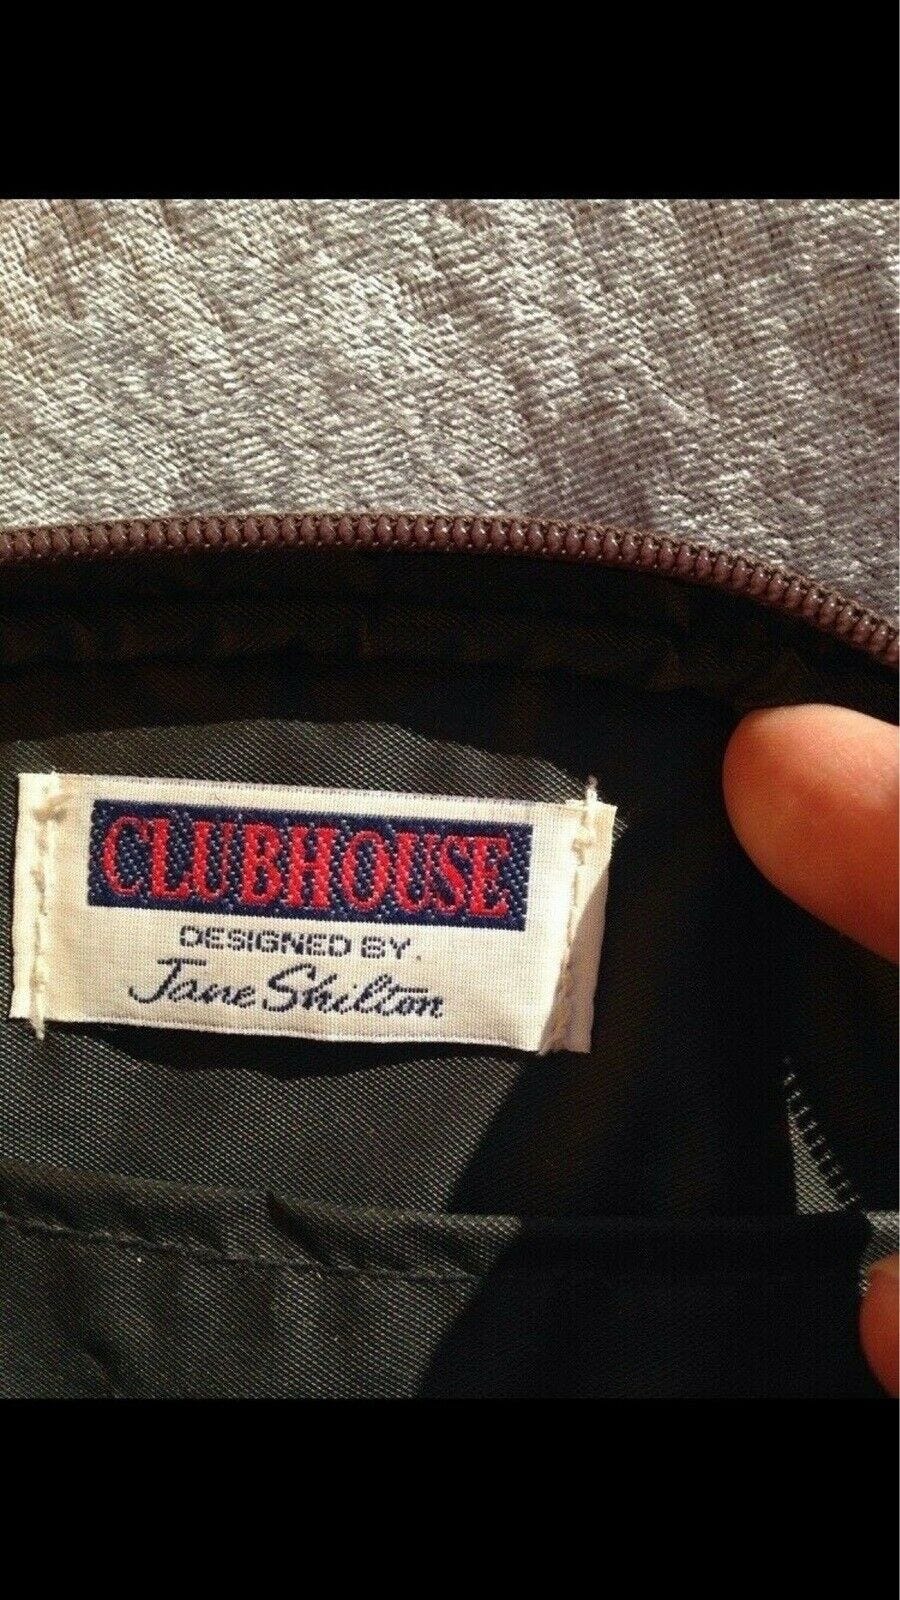 CLUBHOUSE
DESIGNED BY.
Jane Shilton